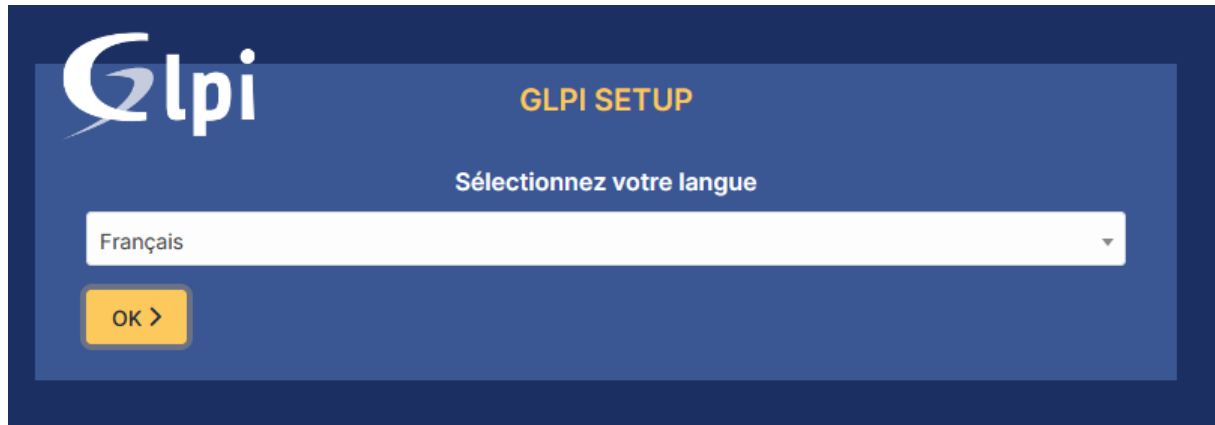 Glpi
GLPI SETUP
Sélectionnez votre langue
Français
OK >